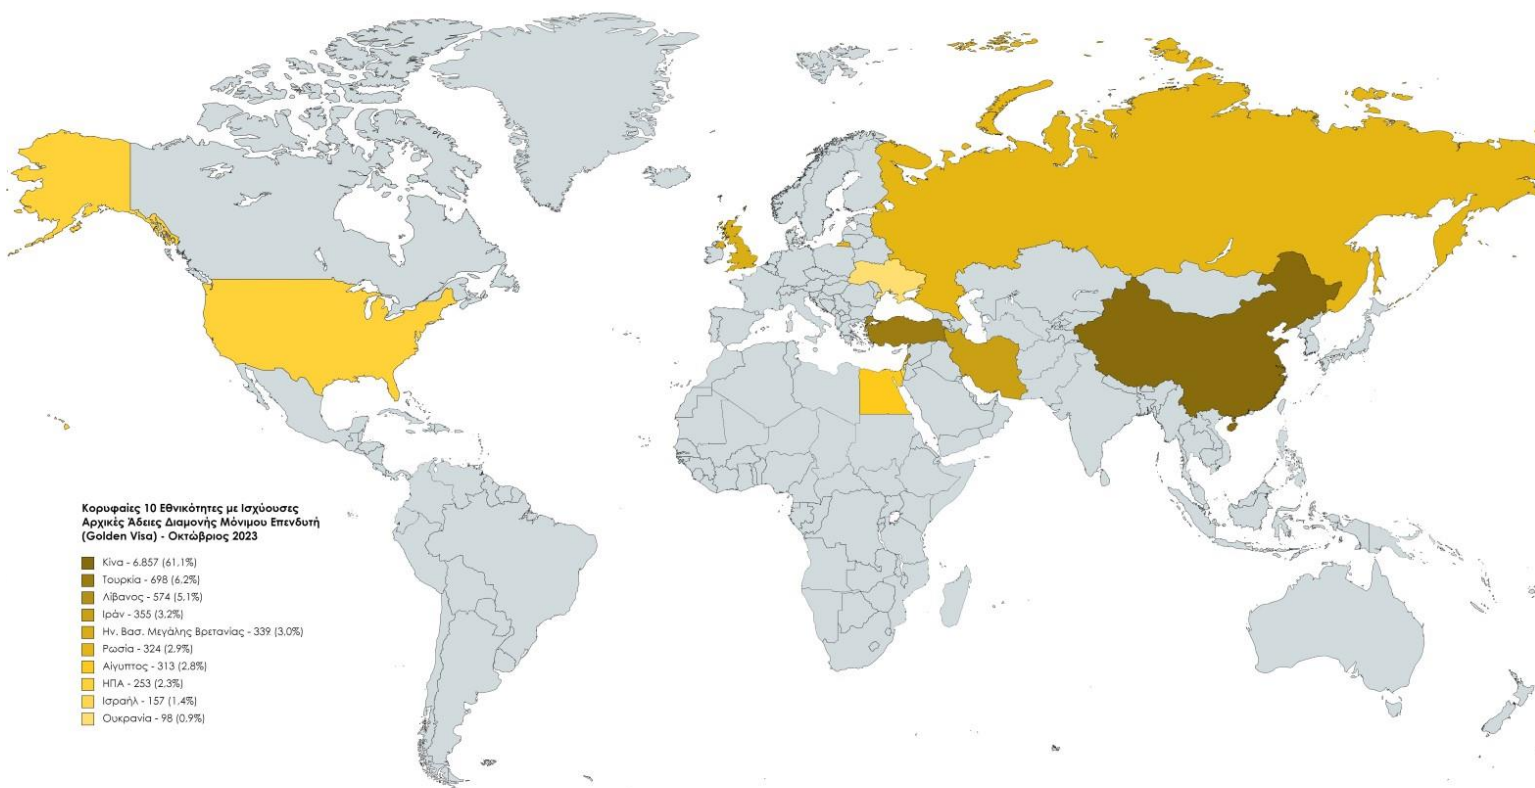 Κορυφαίες 10 Εθνικότητες με Ισχύουσες
Αρχικές Άδειες Διαμονής Μόνιμου Επενδυτή
(Golden Visa) - Οκτώβριος 2023
Κίνα - 6.857 (61,1%)
Τουρκία - 698 (6,2%)
Λίβανος - 574 (5,1%)
Ιράν - 355 (3,2%)
Ην. Βασ. Μεγάλης Βρετανίας - 339 (3,0%)
Ρωσία - 324 (2,9%)
Αίγυπτος - 313 (2,8%)
ΗΠΑ - 253 (2,3%)
Ισραήλ - 157 (1,4%)
Ουκρανία - 98 (0,9%)